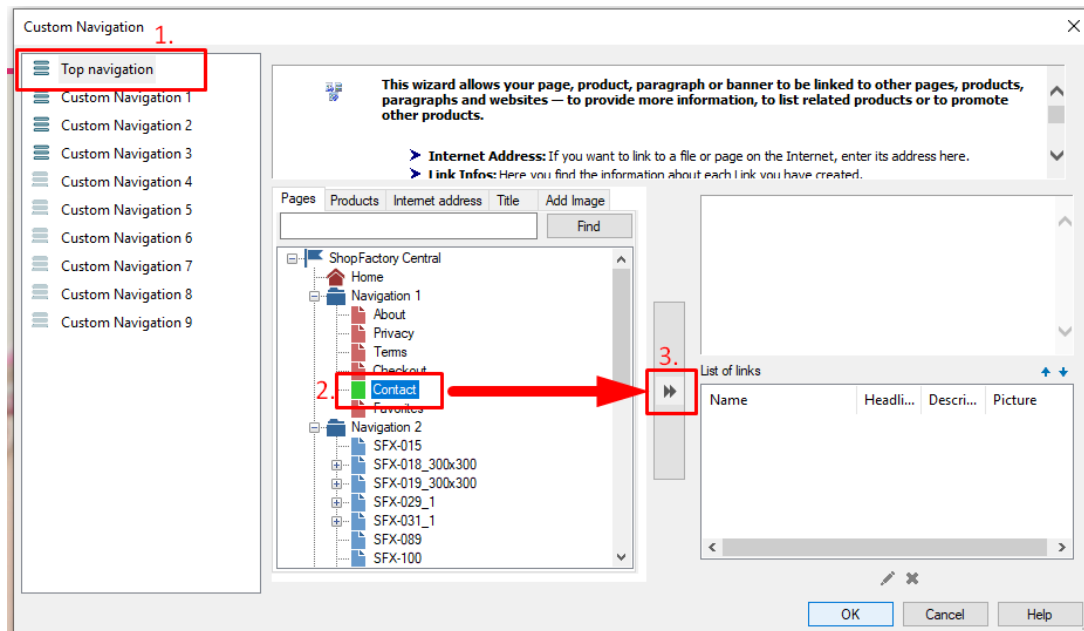 Custom Navigation
1.
Top navigation
Custom Navigation 1
Custom Navigation 2
Custom Navigation 3
Custom Navigation 4
Custom Navigation 5
Custom Navigation 6
Custom Navigation 7
Custom Navigation 8
Custom Navigation 9
This wizard allows your page, product, paragraph or banner to be linked to other pages, products,
paragraphs and websites — to provide more information, to list related products or to promote
other products.
Internet Address: If you want to link to a file or page on the Internet, enter its address here.
Link Infos: Here you find the information about each Link you have created.
Pages Products Internet address Title Add Image
Find
ShopFactory Central
Home
Navigation 1
About
Privacy
Terms
Checkout
2. Contact
Favorites
Navigation 2
SFX-015
SFX-018_300x300
SFX-019_300x300
SFX-029_1
SFX-031_1
SFX-089
SFX-100
3.
List of links
Name Headli... Descri... Picture
OK Cancel Help